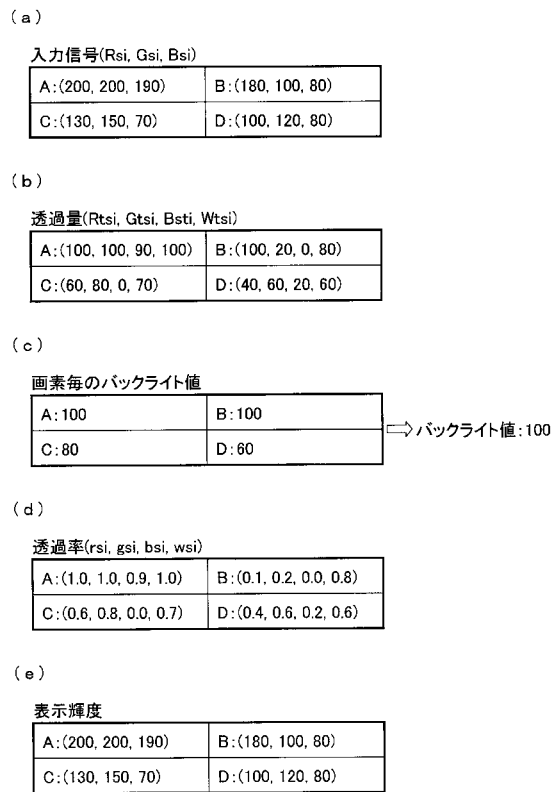 (a)
入力信号(Rsi, Gsi, Bsi)
A:(200, 200, 190) B:(180, 100, 80)
C:(130, 150, 70) D:(100, 120, 80)
(b)
透過量(Rtsi, Gtsi, Bsti, Wtsi)
A:(100, 100, 90, 100) B:(100, 20, 0, 80)
C:(60, 80, 0, 70) D:(40, 60, 20, 60)
(c)
画素毎のバックライト値
A:100 B:100
C:80 D:60
⇨バックライト値:100
(d)
透過率(rsi, gsi, bsi, wsi)
A:(1.0, 1.0, 0.9, 1.0) B:(0.1, 0.2, 0.0, 0.8)
C:(0.6, 0.8, 0.0, 0.7) D:(0.4, 0.6, 0.2, 0.6)
(e)
表示輝度
A:(200, 200, 190) B:(180, 100, 80)
C:(130, 150, 70) D:(100, 120, 80)